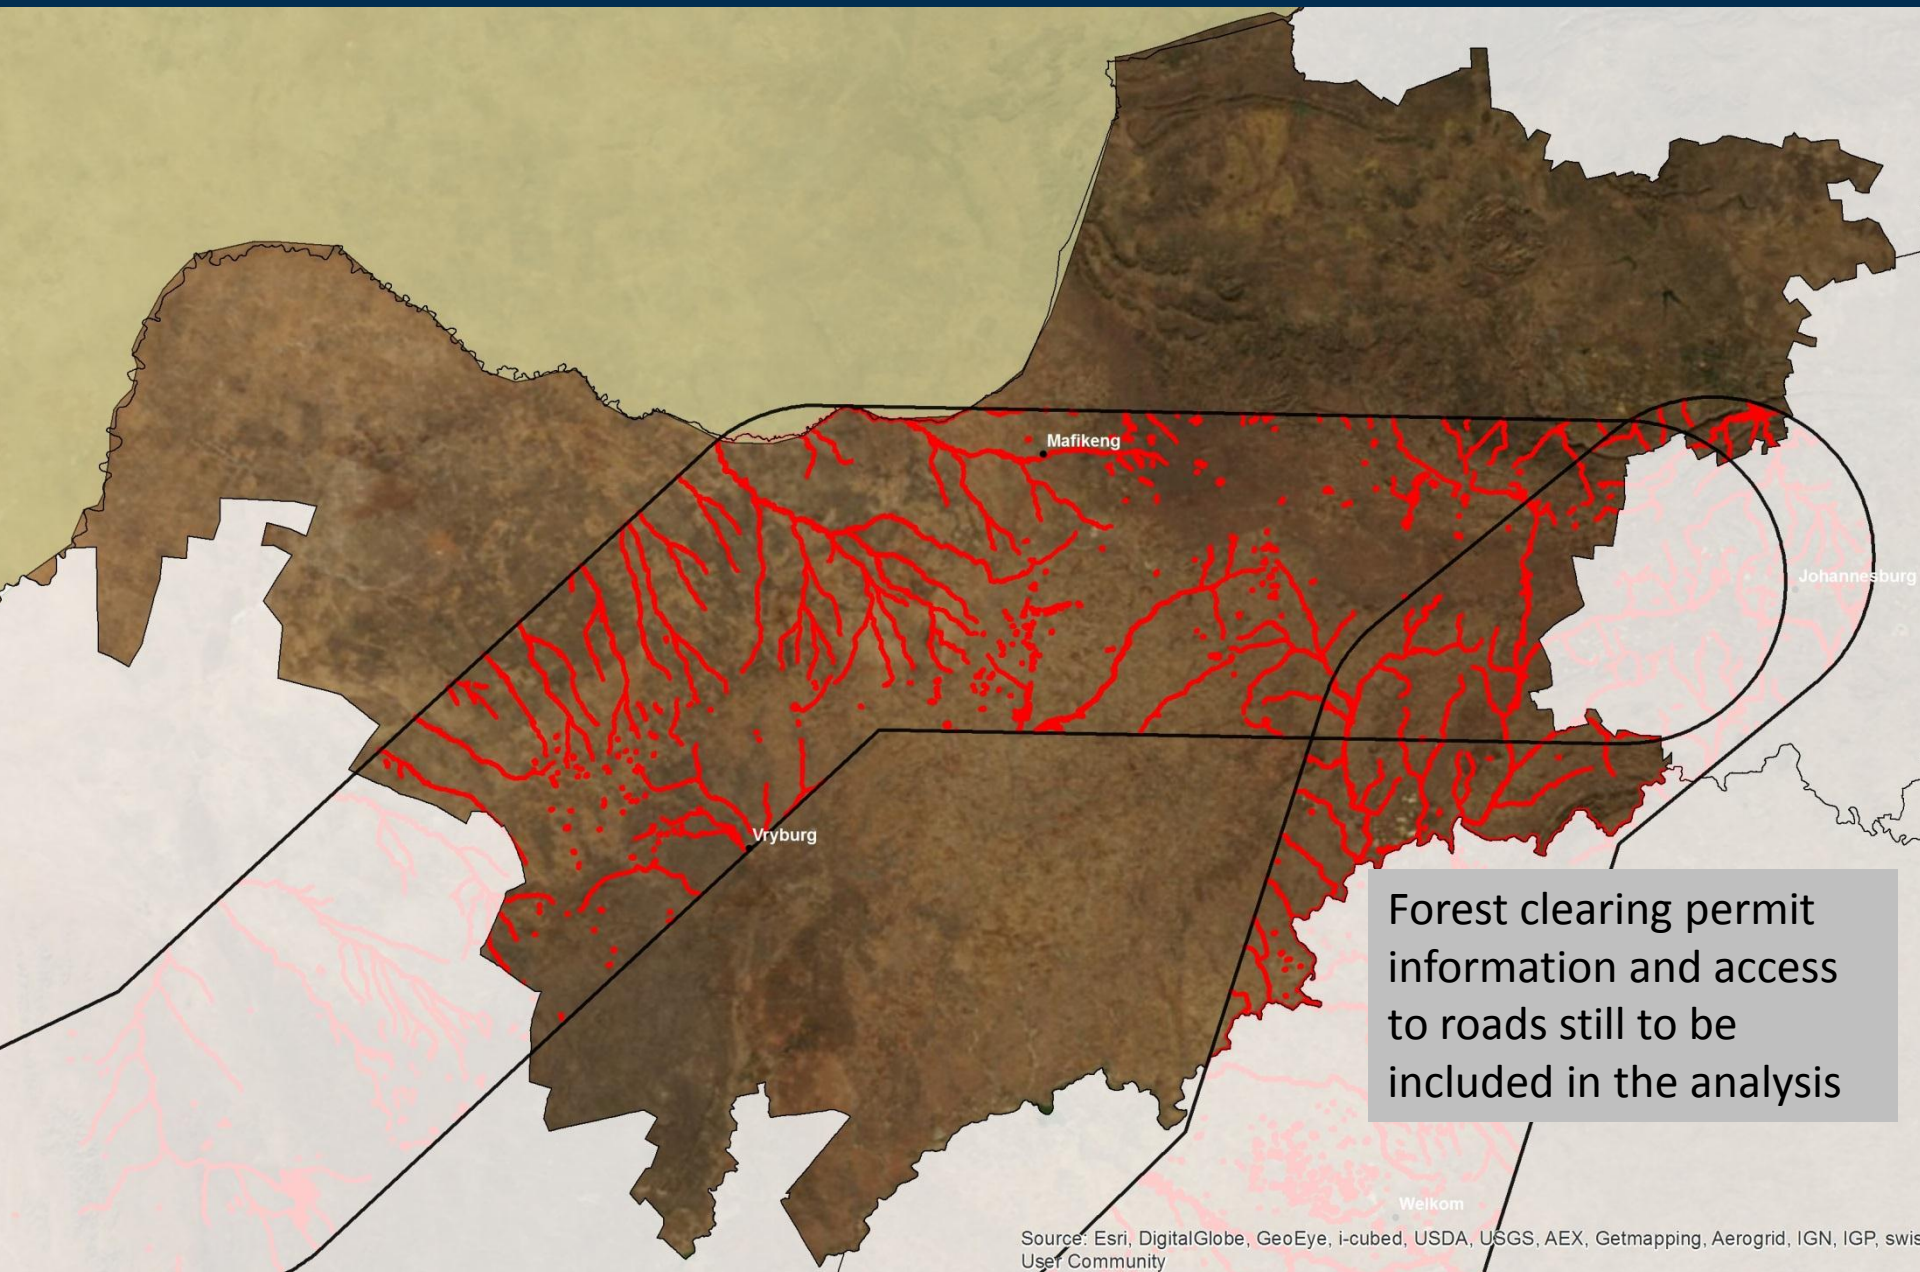 Mafikeng
Johannesburg
Vryburg
Forest clearing permit
information and access
to roads still to be
included in the analysis
Welkom
Source: Esri, DigitalGlobe, GeoEye, i-cubed, USDA, USGS, AEX, Getmapping, Aerogrid, IGN, IGP, swis
User Community